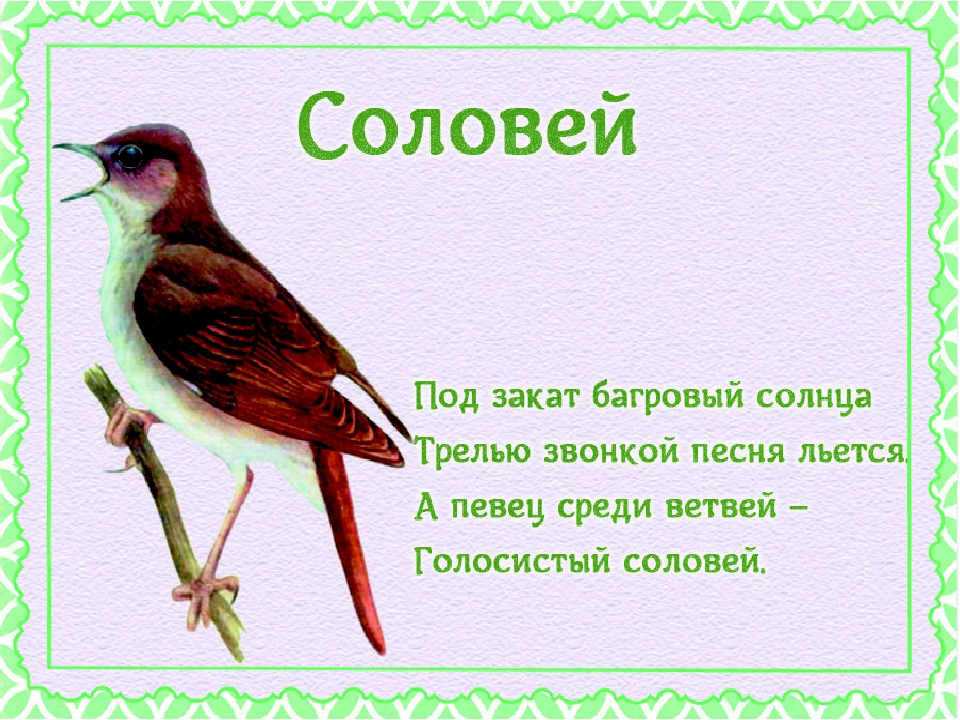 Соловей
Под закат багровый солнца
Трелью звонкой песня льется.
А певец среди ветвей –
Голосистый соловей.